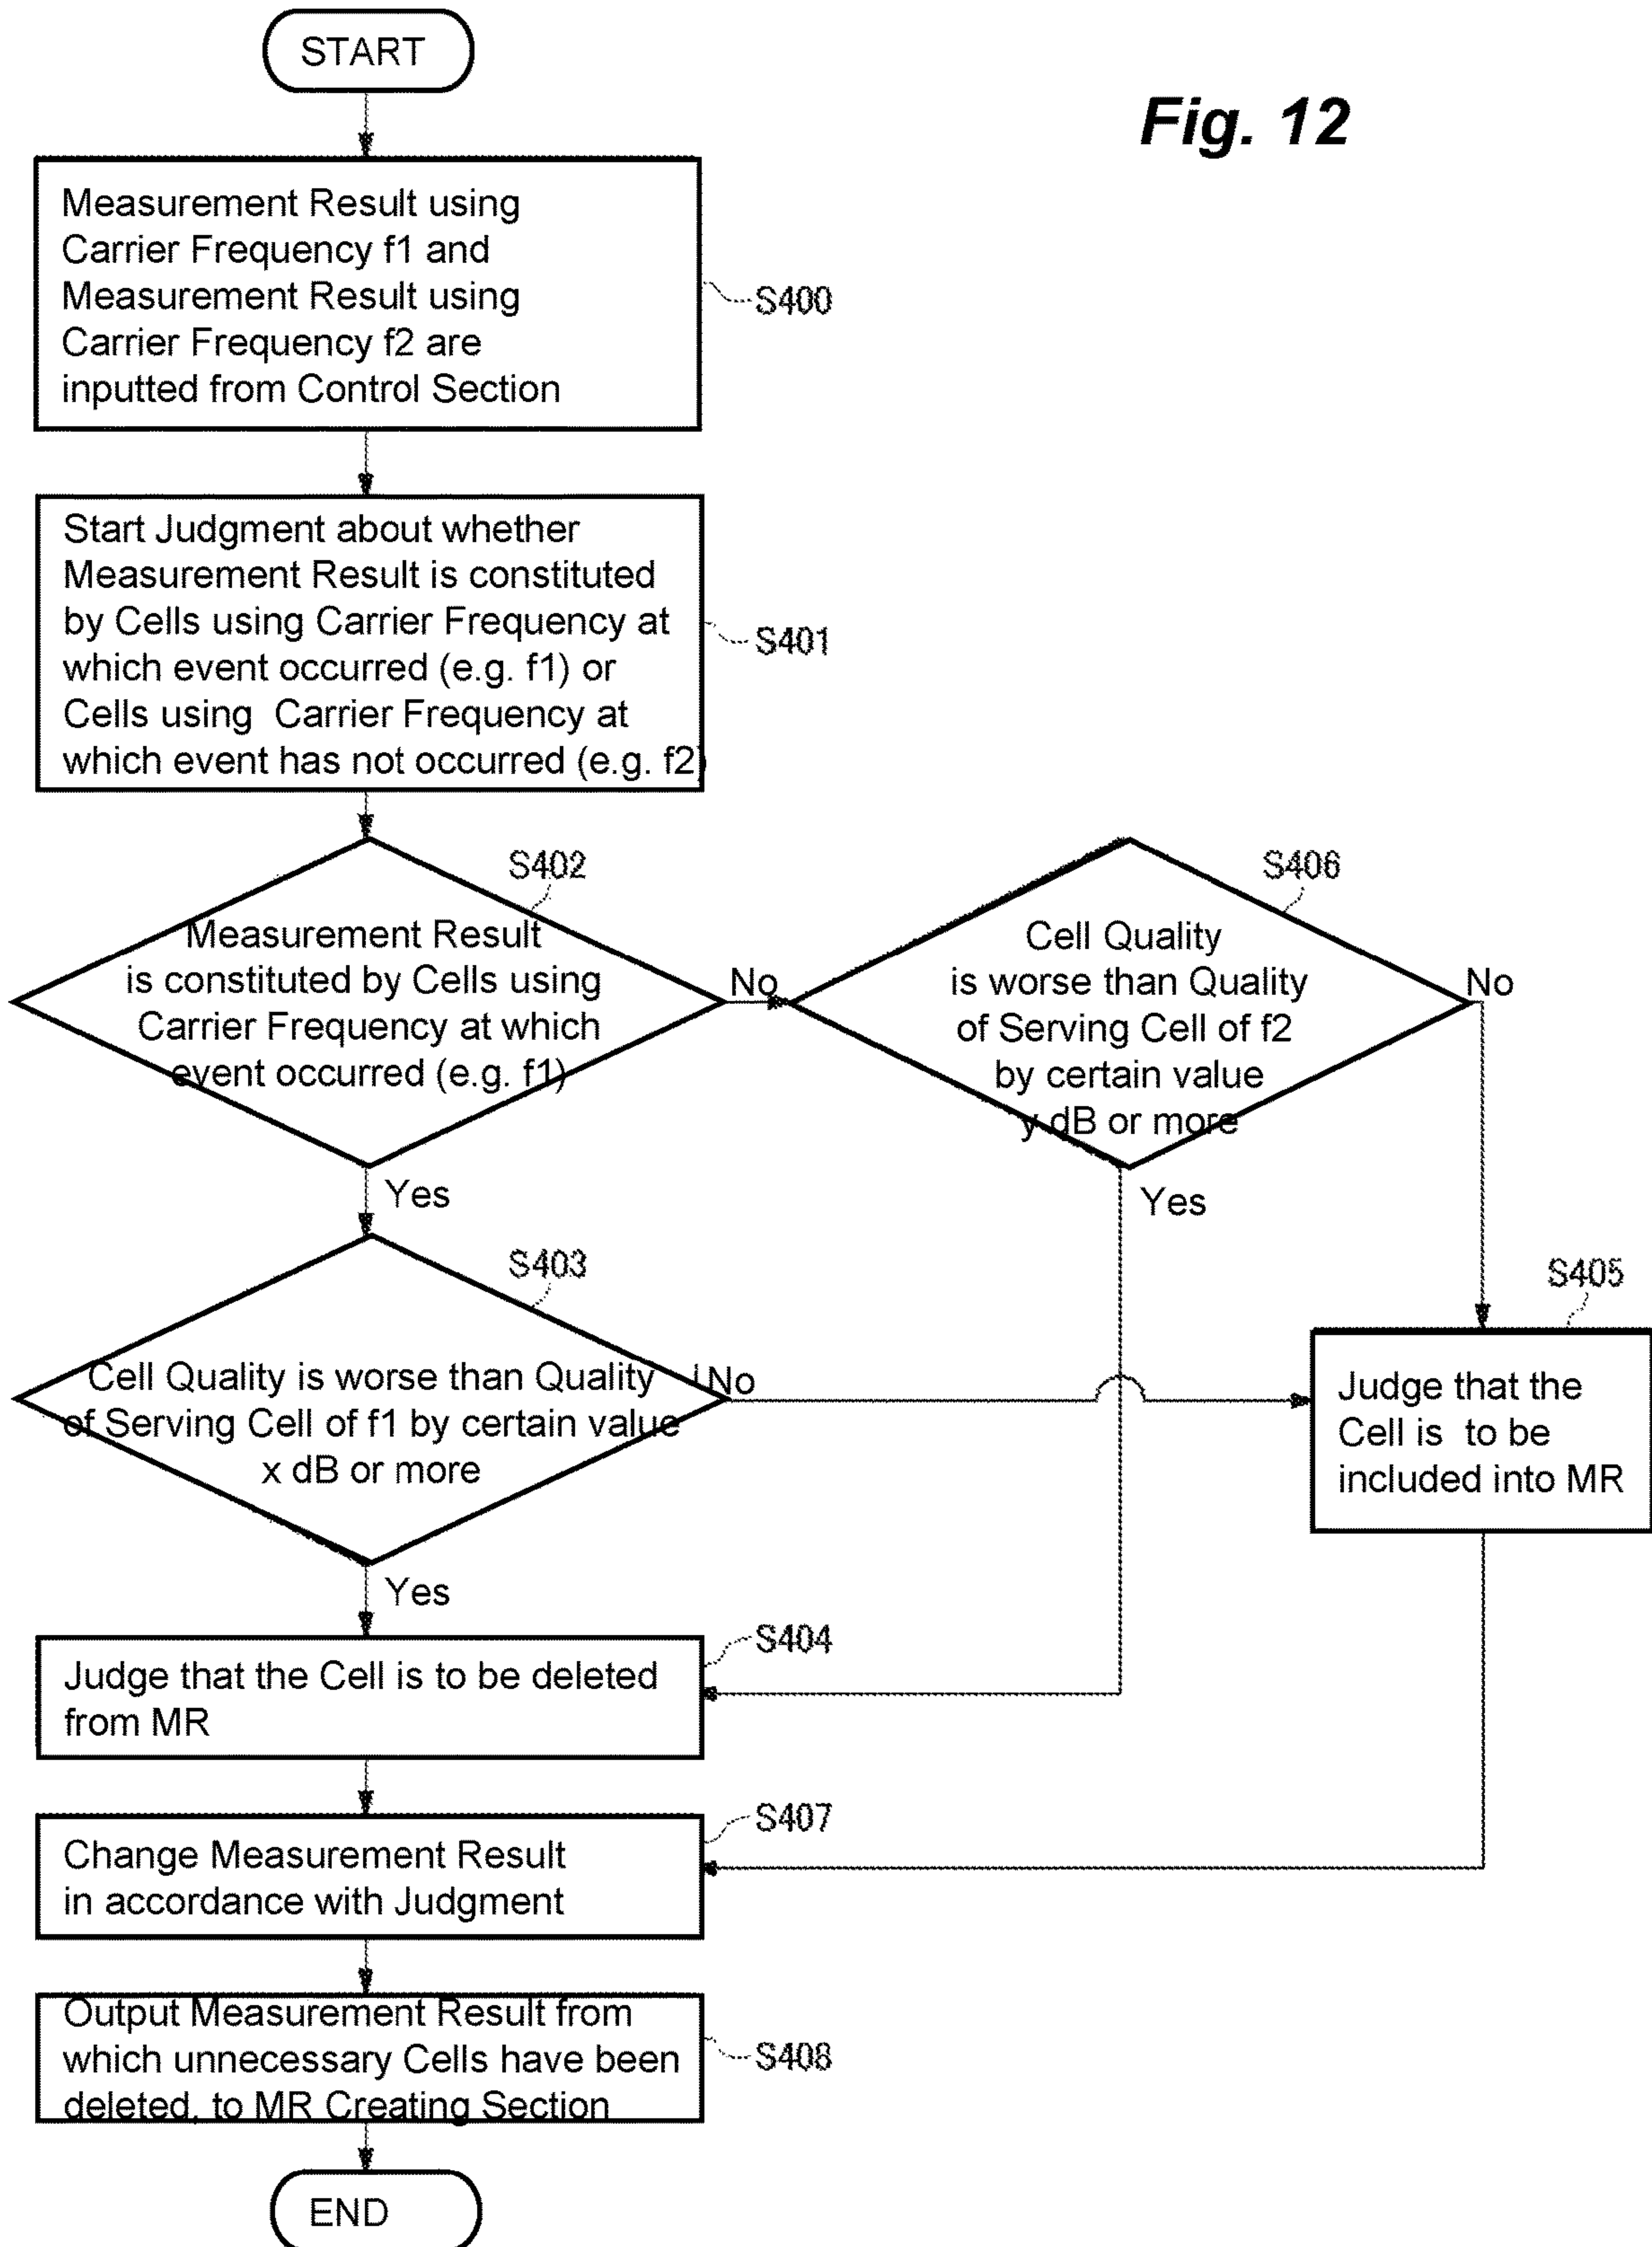 START
Fig. 12
Measurement Result using
Carrier Frequency f1 and
Measurement Result using
Carrier Frequency f2 are
inputted from Control Section
S400
Start Judgment about whether
Measurement Result is constituted
by Cells using Carrier Frequency at
which event occurred (e.g. f1) or
Cells using Carrier Frequency at
which event has not occurred (e.g. f2)
S401
S402
Measurement Result
is constituted by Cells using
Carrier Frequency at which
event occurred (e.g. f1)
No
Yes
S406
Cell Quality
is worse than Quality
of Serving Cell of f2
by certain value
y dB or more
No
Yes
S403
Cell Quality is worse than Quality
of Serving Cell of f1 by certain value
x dB or more
No
Yes
S405
Judge that the
Cell is to be
included into MR
S404
Judge that the Cell is to be deleted
from MR
S407
Change Measurement Result
in accordance with Judgment
Output Measurement Result from
which unnecessary Cells have been
deleted, to MR Creating Section
S408
END